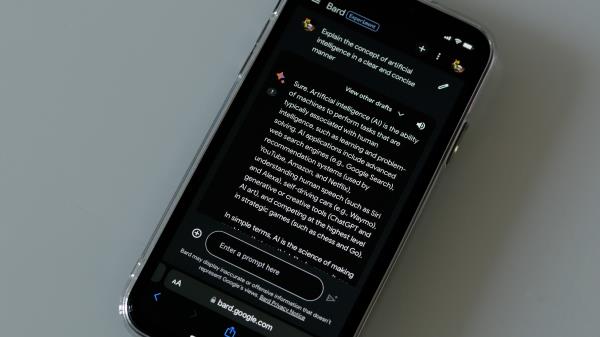 Bard Experiment
Explain the concept of artificial
intelligence in a clear and concise
manner
View other drafts
Sure. Artificial intelligence (AI) is the ability
of machines to perform tasks that are
typically associated with human
intelligence, such as learning and problem-
solving. AI applications include advanced
web search engines (e.g., Google Search),
recommendation systems (used by
YouTube, Amazon, and Netflix),
understanding human speech (such as Siri
and Alexa), self-driving cars (e.g., Waymo),
generative or creative tools (ChatGPT and
AI art), and competing at the highest level
in strategic games (such as chess and Go).
In simple terms, AI is the science of making
Enter a prompt here
Bard may display inaccurate or offensive information that doesn't
represent Google's views. Bard Privacy Notice
AA
bard.google.com